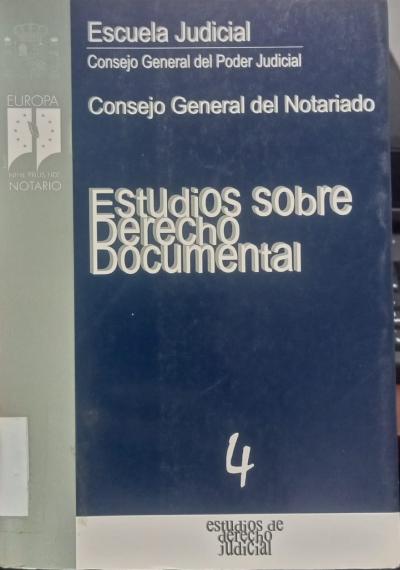 Escuela Judicial
Consejo General del Poder Judicial
Consejo General del Notariado
EUROPA
NOTARIO
Estudios sobre
Derecho
Documental
4
estudios de
derecho
judicial